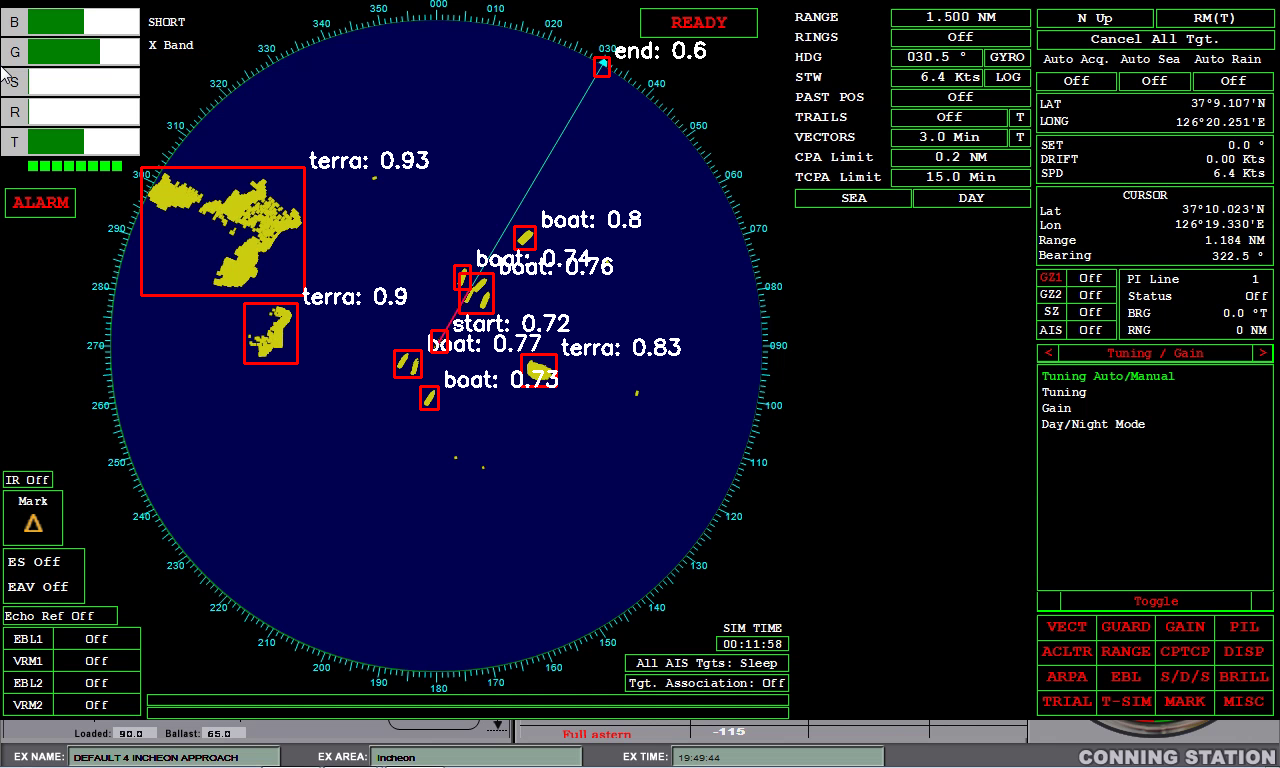 B
G
S
R
T
SHORT
X Band
ALARM
READY
000
010
020
030
040
050
060
070
080
090
100
110
120
130
140
150
160
170
180
190
200
210
220
230
240
250
260
270
280
290
300
310
320
330
340
350
end: 0.6
terra: 0.93
boat: 0.8
boat: 0.74
boat: 0.76
terra: 0.9
start: 0.72
boat: 0.77
terra: 0.83
boat: 0.73
RANGE 1.500 NM
RINGS Off
HDG 030.5 ° GYRO
STW 6.4 Kts LOG
PAST POS Off
TRAILS Off T
VECTORS 3.0 Min T
CPA Limit 0.2 NM
TCPA Limit 15.0 Min
SEA DAY
N Up RM(T)
Cancel All Tgt.
Auto Acq. Auto Sea Auto Rain
Off Off Off
LAT 37°9.107'N
LONG 126°20.251'E
SET 0.0 °
DRIFT 0.00 Kts
SPD 6.4 Kts
CURSOR
Lat 37°10.023'N
Lon 126°19.330'E
Range 1.184 NM
Bearing 322.5 °
GZ1 Off PI Line 1
GZ2 Off Status Off
SZ Off BRG 0.0 °T
AIS Off RNG 0 NM
< Tuning / Gain >
Tuning Auto/Manual
Tuning
Gain
Day/Night Mode
Toggle
VECT GUARD GAIN PIL
ACLTR RANGE CPTCP DISP
ARPA EBL S/D/S BRILL
TRIAL T-SIM MARK MISC
IR Off
Mark
ES Off
EAV Off
Echo Ref Off
EBL1 Off
VRM1 Off
EBL2 Off
VRM2 Off
SIM TIME
00:11:58
All AIS Tgts: Sleep
Tgt. Association: Off
Loaded: 90.0 Ballast: 65.0
Full astern -115
EX NAME: DEFAULT 4 INCHEON APPROACH EX AREA: Incheon EX TIME: 19:49:44
CONNING STATION